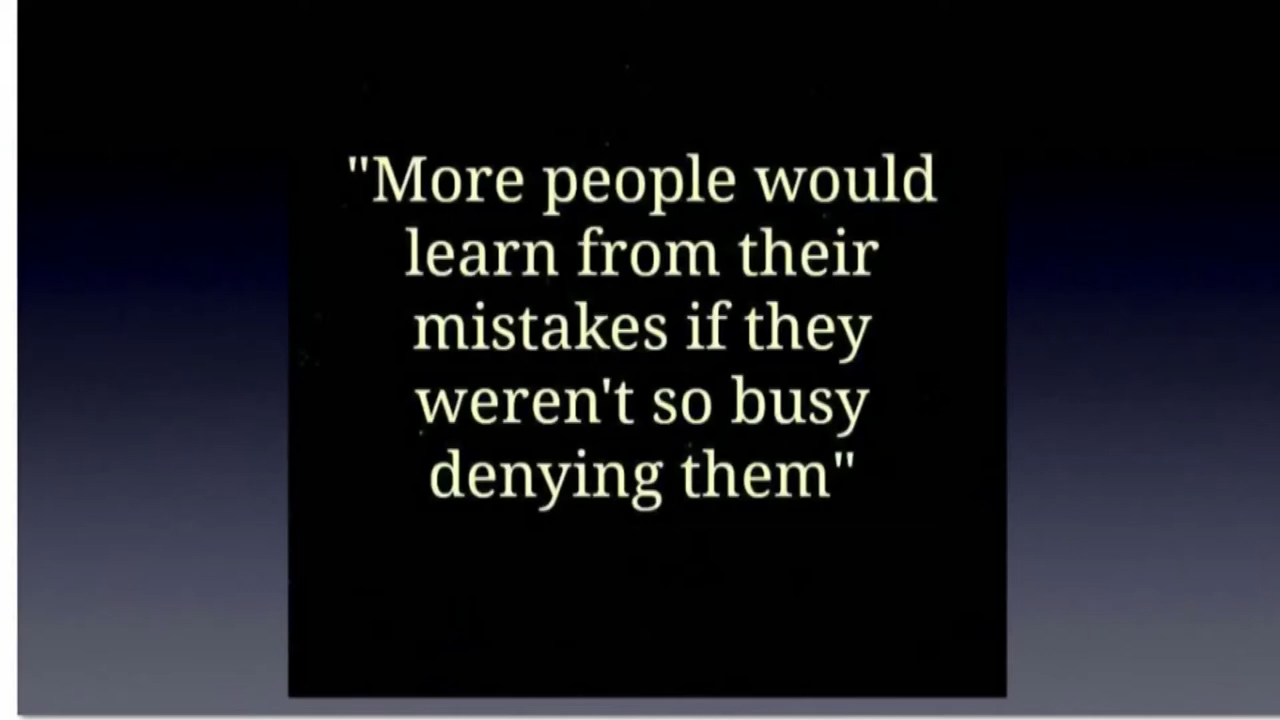 "More people would
learn from their
mistakes if they
weren't so busy
denying them"